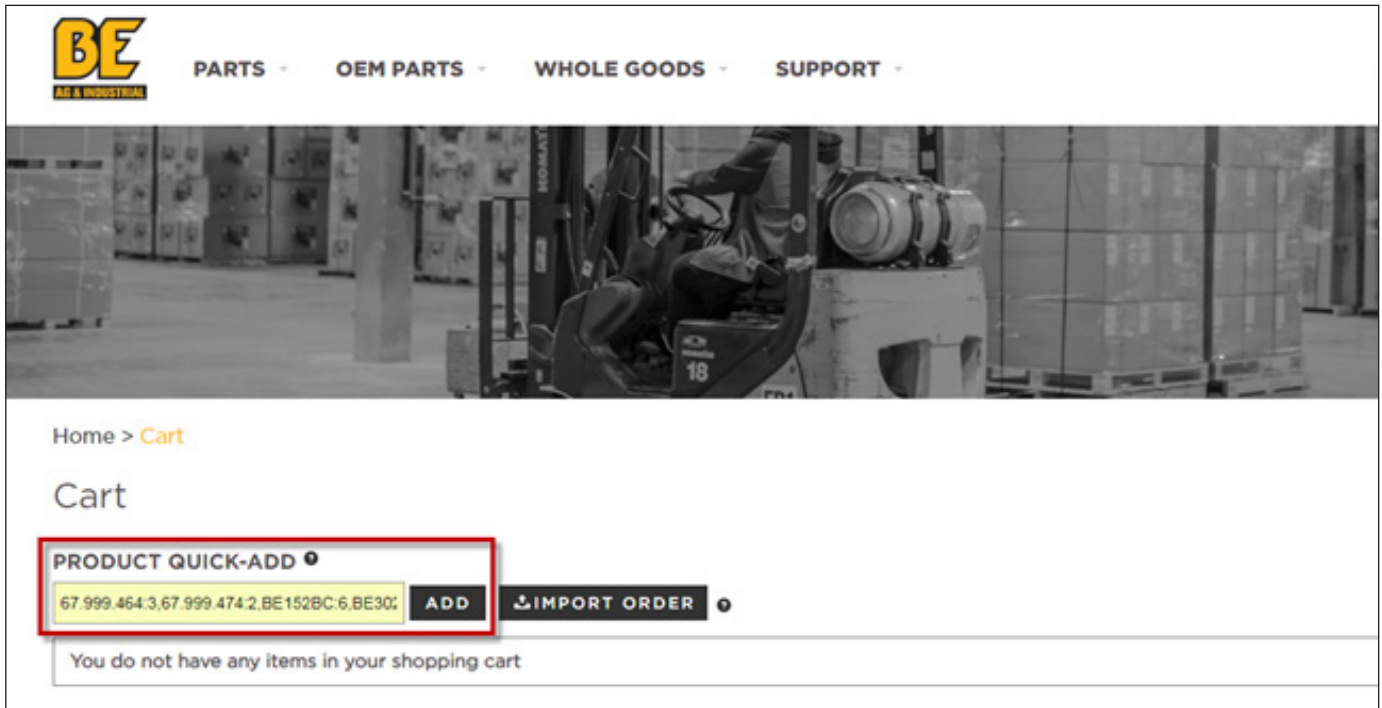 BE
AG & INDUSTRIAL
PARTS OEM PARTS WHOLE GOODS SUPPORT
KOMAT
18
Home > Cart
Cart
PRODUCT QUICK-ADD
67.999.464:3,67.999.474:2,BE152BC:6,BE302
ADD
IMPORT ORDER
You do not have any items in your shopping cart